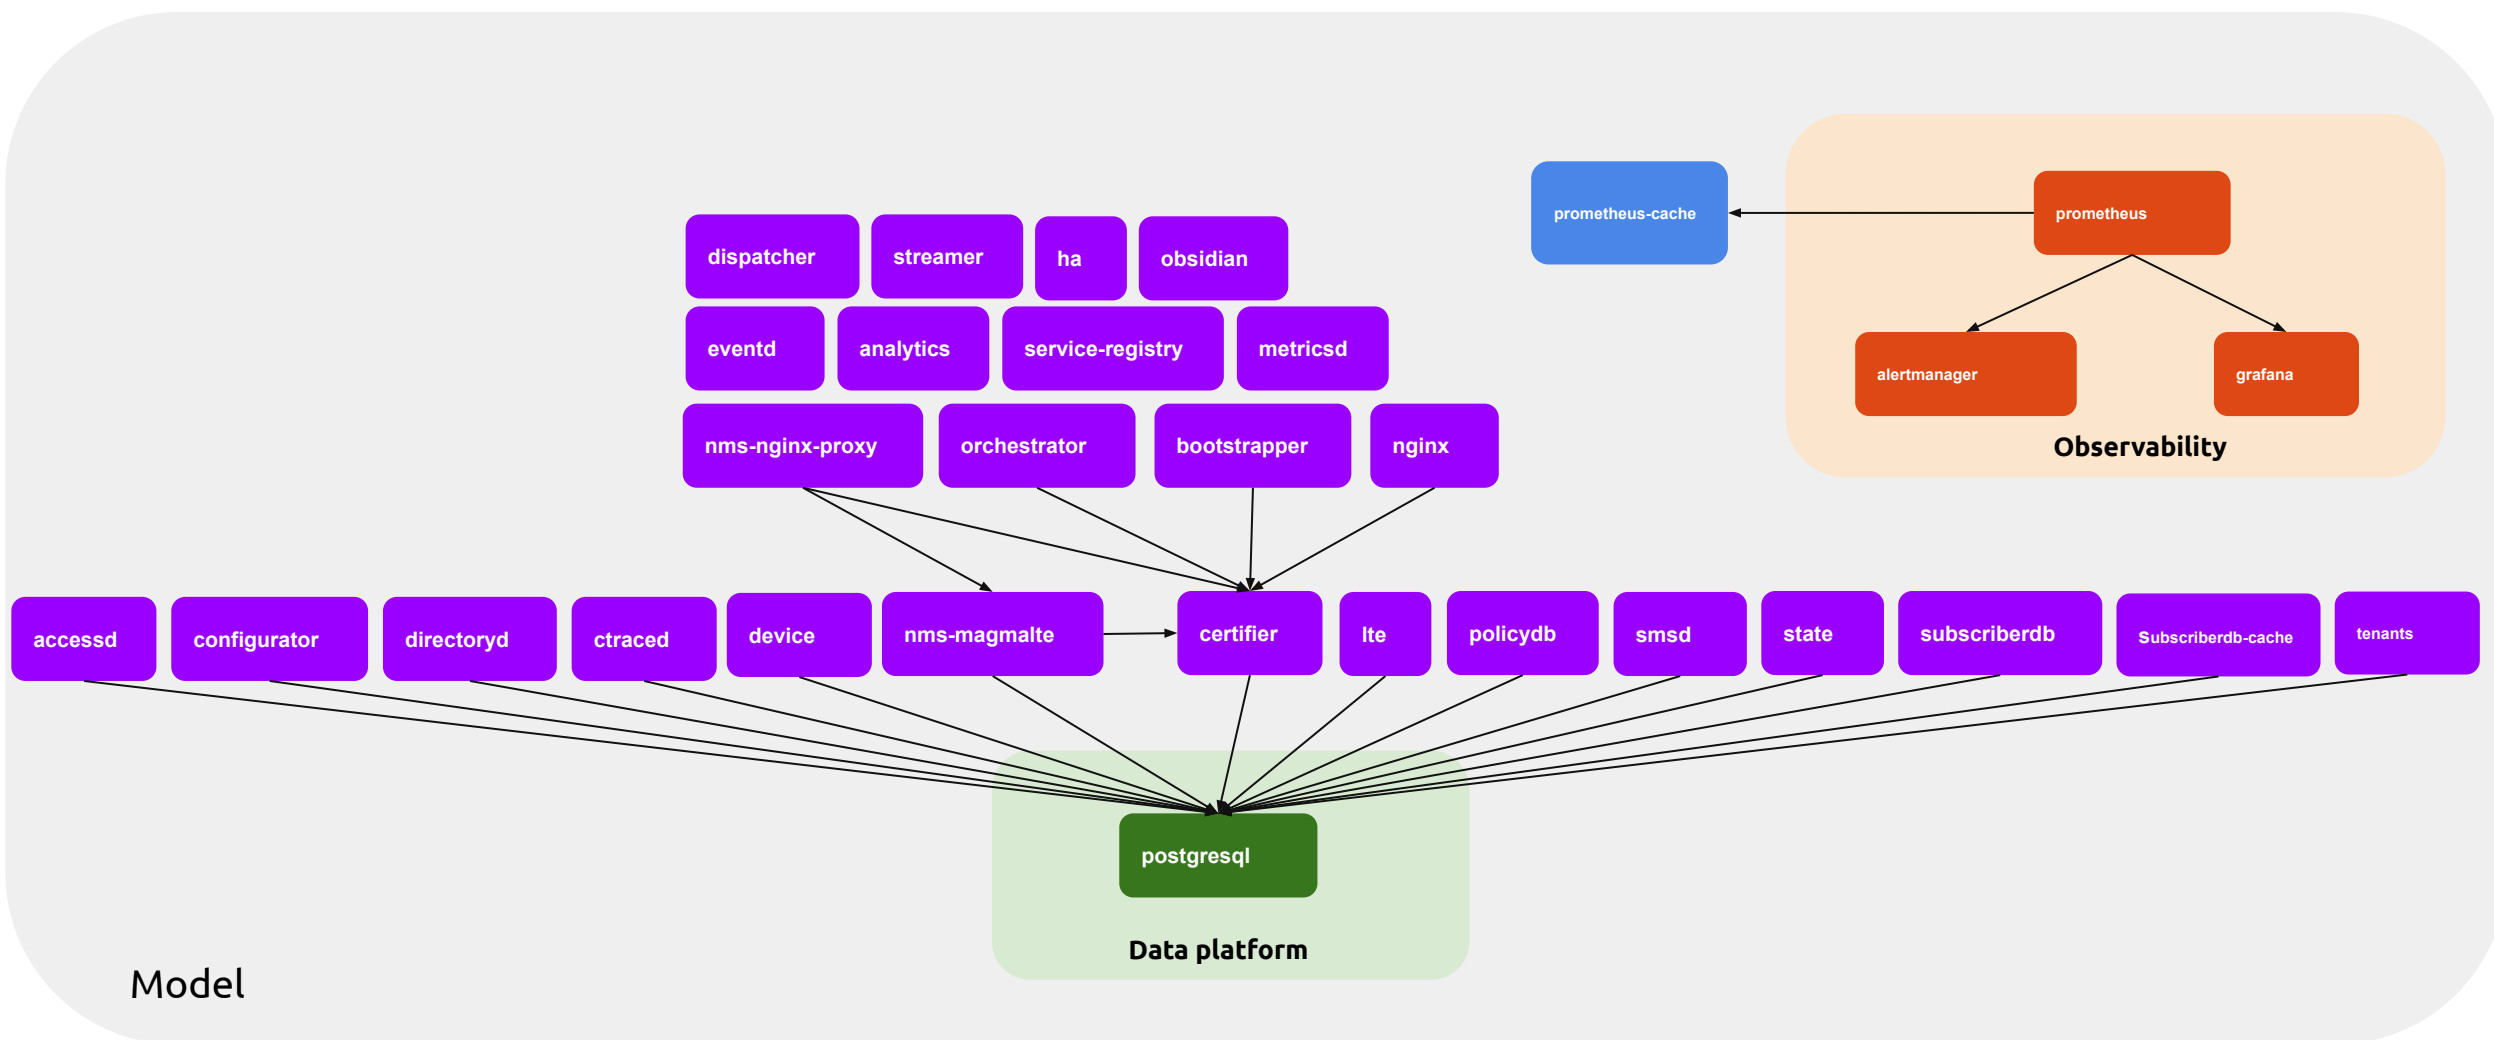 prometheus-cache
prometheus
dispatcher
streamer
ha
obsidian
eventd
analytics
service-registry
metricsd
alertmanager
grafana
Observability
nms-nginx-proxy
orchestrator
bootstrapper
nginx
accessd
configurator
directoryd
ctraced
device
nms-magmalte
certifier
lte
policydb
smsd
state
subscriberdb
Subscriberdb-cache
tenants
postgresql
Data platform
Model